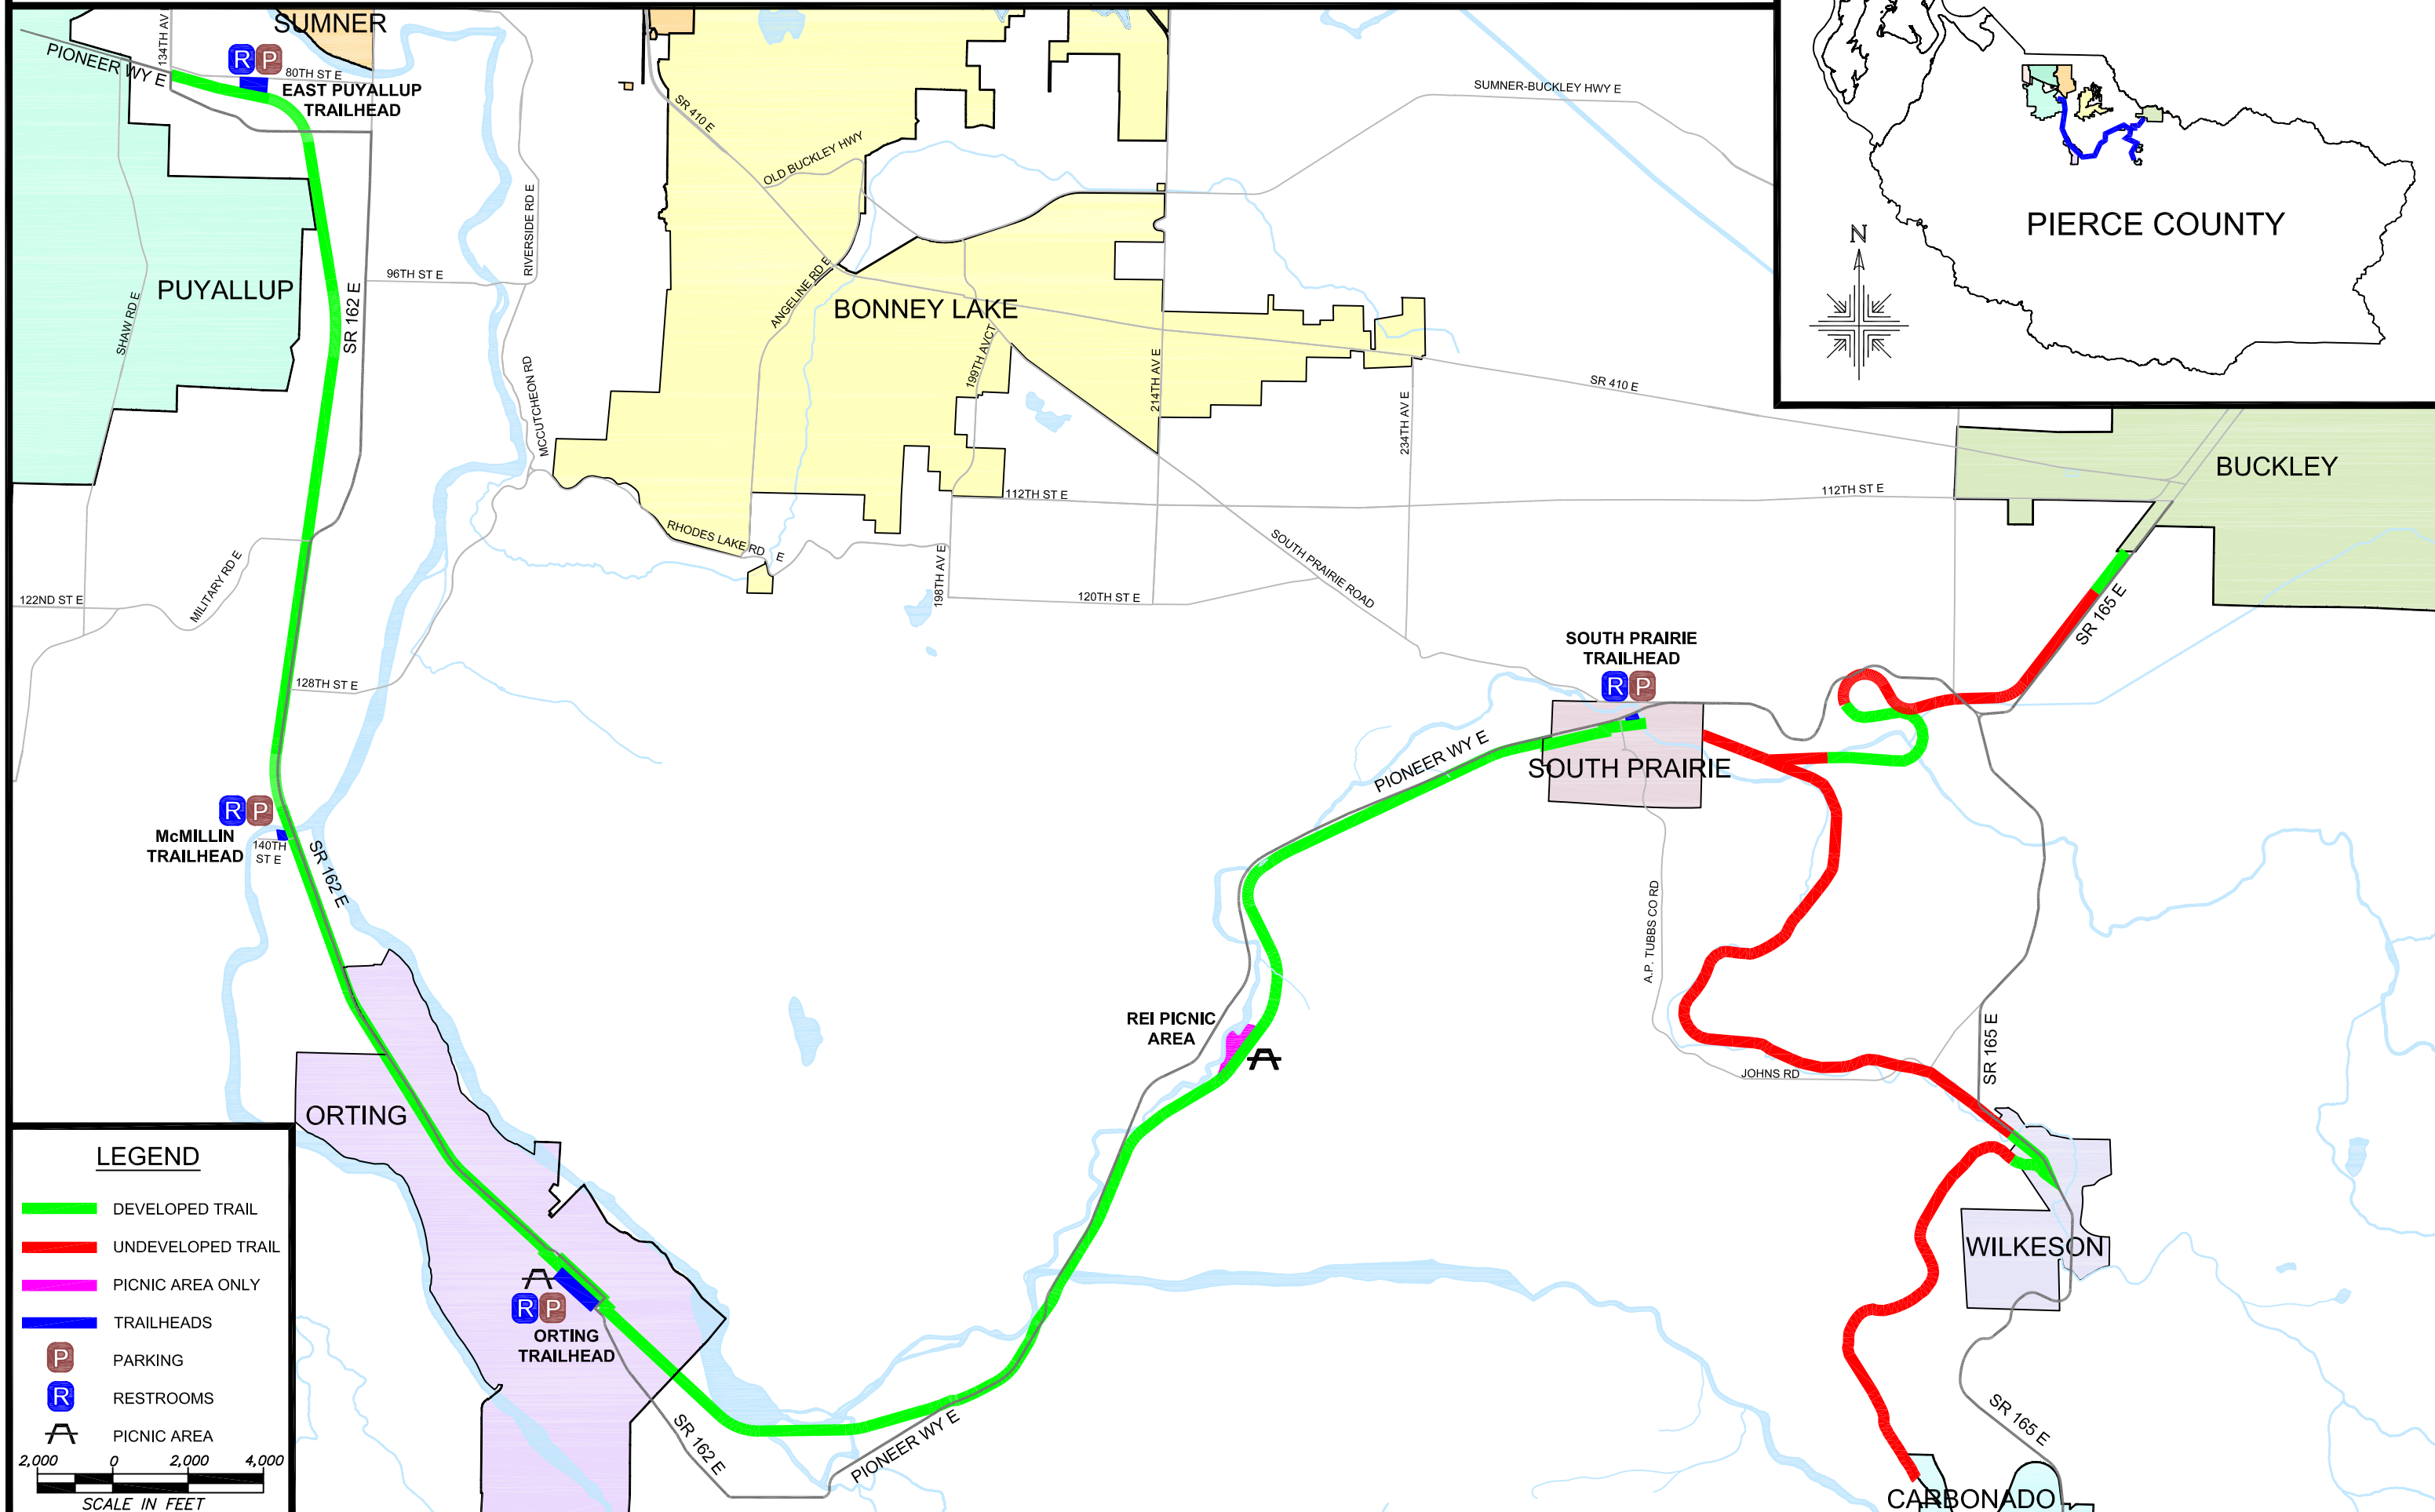 SUMNER
134TH AV E
PIONEER WY E
R P
80TH ST E
EAST PUYALLUP
TRAILHEAD
SR 410 E
OLD BUCKLEY HWY
SUMNER-BUCKLEY HWY E
PIERCE COUNTY
N
RIVERSIDE RD E
96TH ST E
PUYALLUP
SHAW RD E
SR 162 E
ANGELINE RD E
BONNEY LAKE
199TH AVCT
214TH AV E
MCCUTCHEON RD
SR 410 E
234TH AV E
BUCKLEY
112TH ST E
112TH ST E
RHODES LAKE RD E
SOUTH PRAIRIE ROAD
198TH AV E
120TH ST E
MILITARY RD E
122ND ST E
SR 165 E
SOUTH PRAIRIE
TRAILHEAD
R P
128TH ST E
PIONEER WY E
SOUTH PRAIRIE
R P
McMILLIN
TRAILHEAD
140TH
ST E
SR 162 E
A.P. TUBBS CO RD
REI PICNIC
AREA
JOHNS RD
SR 165 E
ORTING
WILKESON
R P
ORTING
TRAILHEAD
SR 162 E
PIONEER WY E
SR 165 E
CARBONADO
LEGEND
DEVELOPED TRAIL
UNDEVELOPED TRAIL
PICNIC AREA ONLY
TRAILHEADS
P PARKING
R RESTROOMS
PICNIC AREA
2,000 0 2,000 4,000
SCALE IN FEET